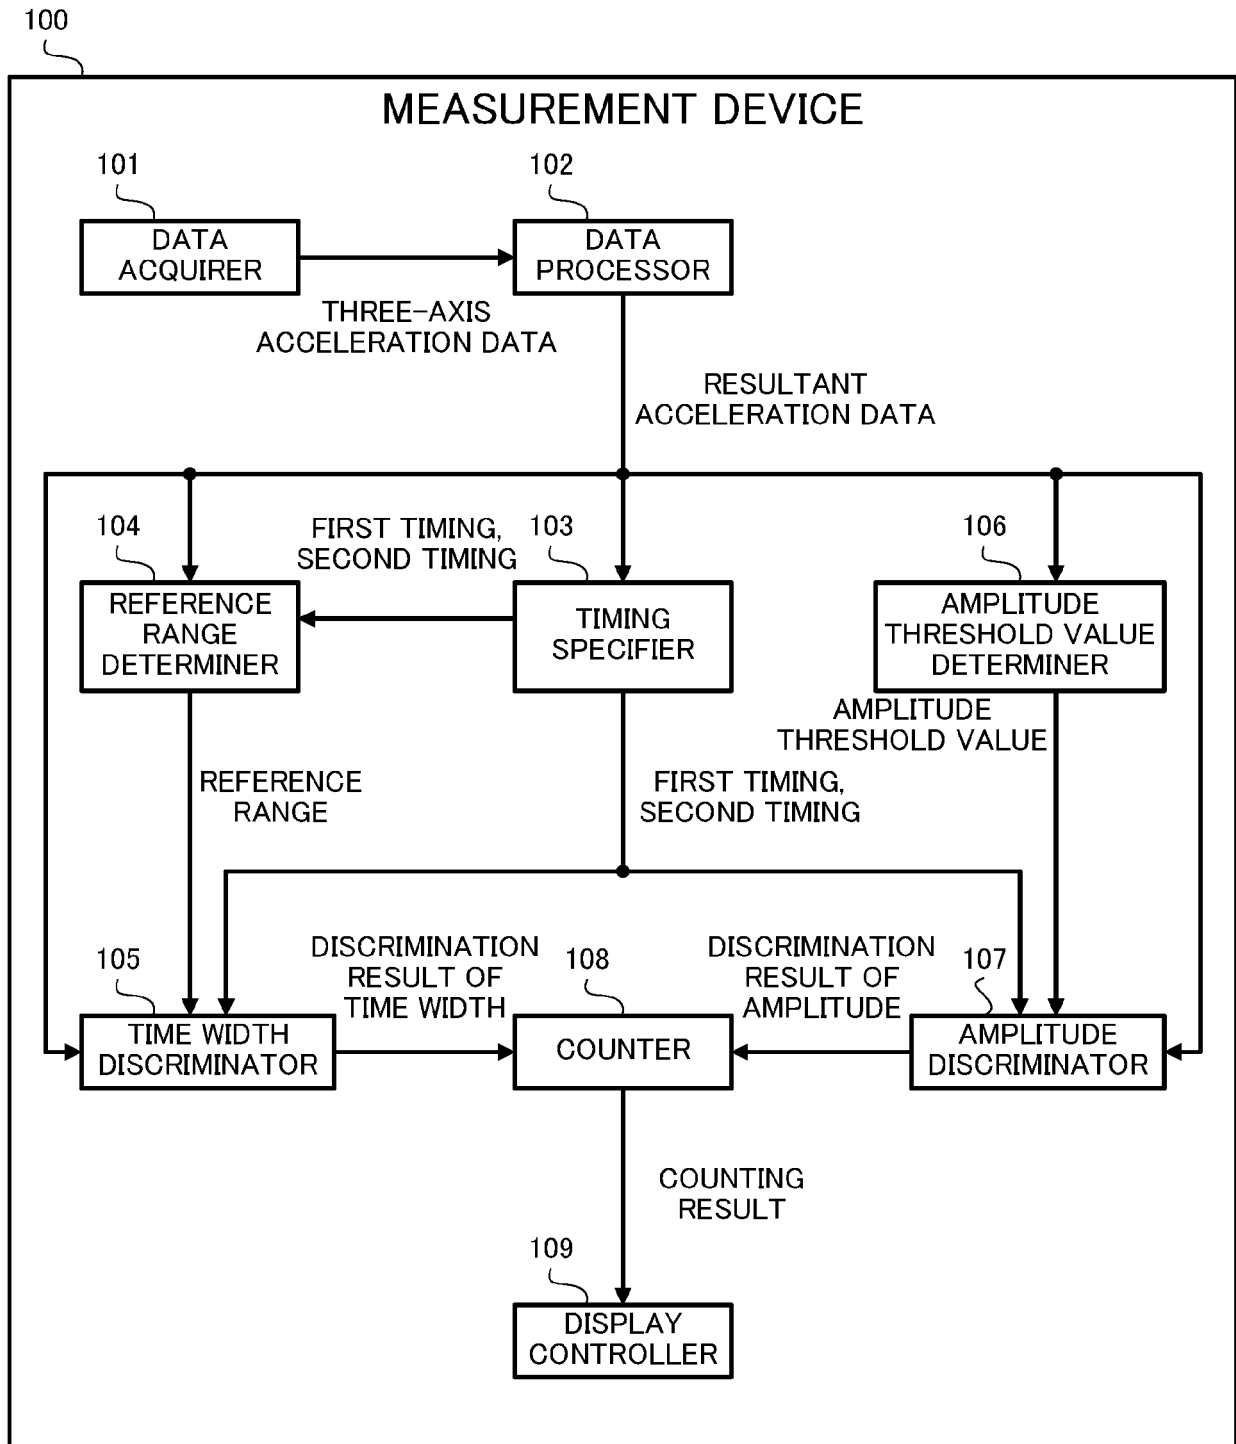 100
MEASUREMENT DEVICE
101
102
DATA
ACQUIRER
DATA
PROCESSOR
THREE-AXIS
ACCELERATION DATA
RESULTANT
ACCELERATION DATA
104
FIRST TIMING,
SECOND TIMING
103
106
REFERENCE
RANGE
DETERMINER
TIMING
SPECIFIER
AMPLITUDE
THRESHOLD VALUE
DETERMINER
AMPLITUDE
THRESHOLD VALUE
REFERENCE
RANGE
FIRST TIMING,
SECOND TIMING
105
DISCRIMINATION
RESULT OF
TIME WIDTH
108
DISCRIMINATION
RESULT OF
AMPLITUDE
107
TIME WIDTH
DISCRIMINATOR
COUNTER
AMPLITUDE
DISCRIMINATOR
COUNTING
RESULT
109
DISPLAY
CONTROLLER